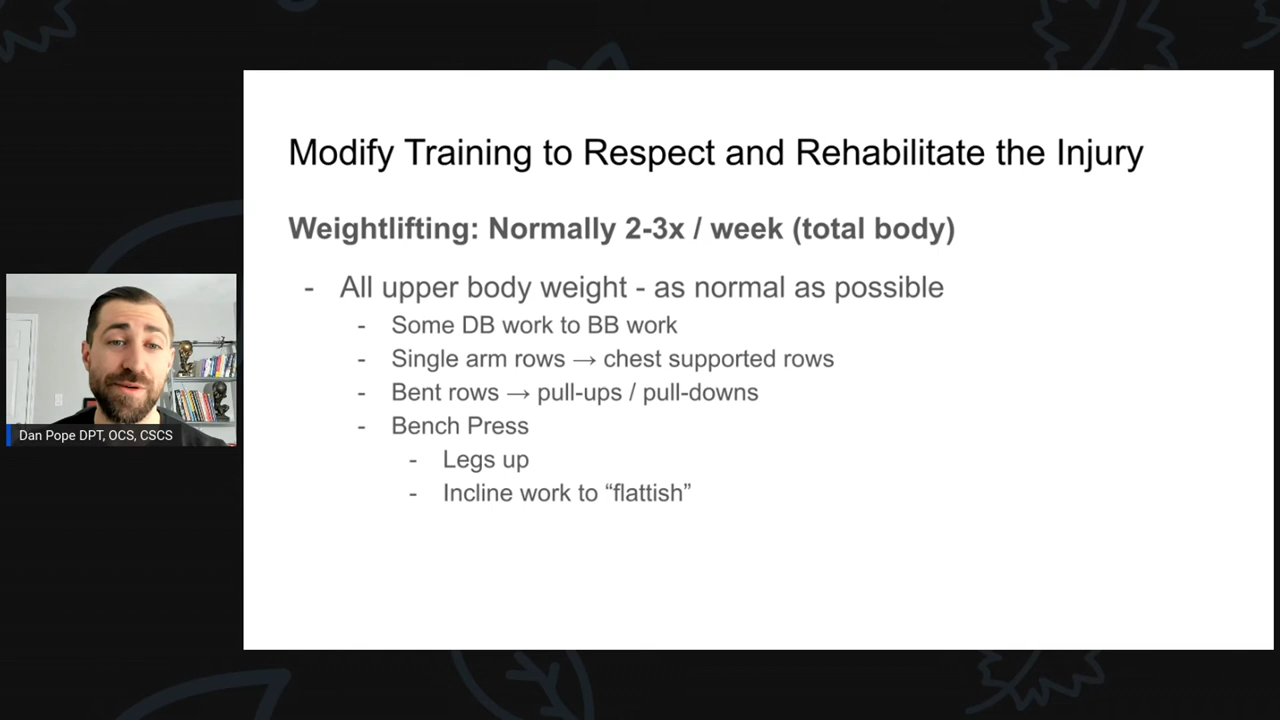 Modify Training to Respect and Rehabilitate the Injury
Weightlifting: Normally 2-3x / week (total body)
- All upper body weight - as normal as possible
- Some DB work to BB work
- Single arm rows → chest supported rows
- Bent rows → pull-ups / pull-downs
- Bench Press
- Legs up
- Incline work to “flattish”
Dan Pope DPT, OCS, CSCS